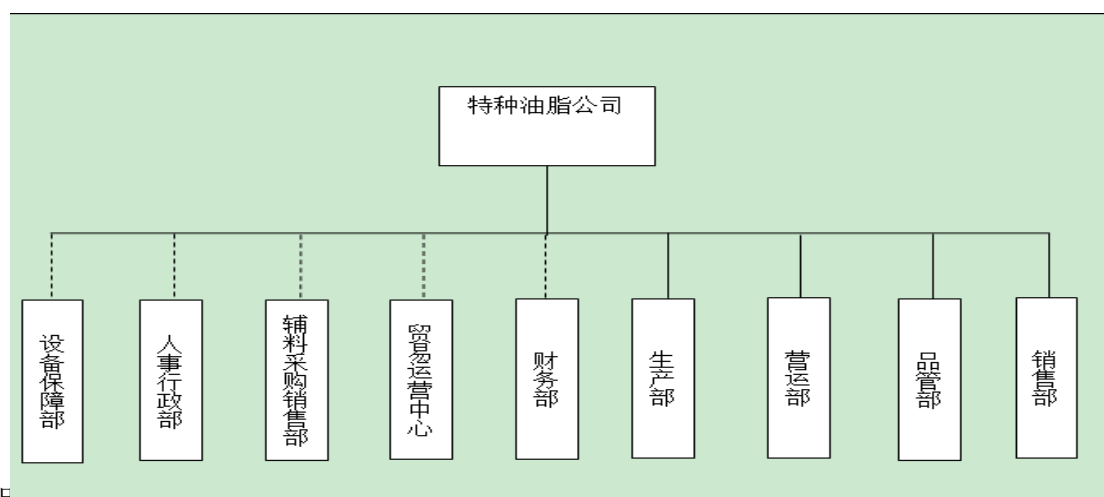 特种油脂公司
设备保障部
人事行政部
辅料采购销售部
贸易运营中心
财务部
生产部
营运部
品管部
销售部